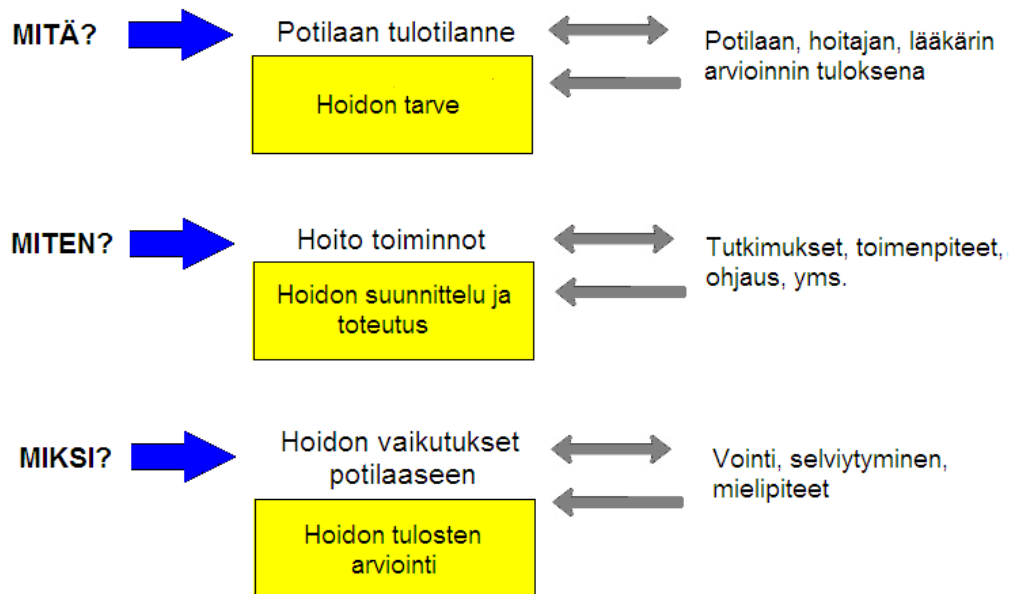 MITÄ?
Potilaan tulotilanne
Hoidon tarve
Potilaan, hoitajan, lääkärin
arvioinnin tuloksena
MITEN?
Hoito toiminnot
Hoidon suunnittelu ja
toteutus
Tutkimukset, toimenpiteet,
ohjaus, yms.
MIKSI?
Hoidon vaikutukset
potilaaseen
Hoidon tulosten
arviointi
Vointi, selviytyminen,
mielipiteet